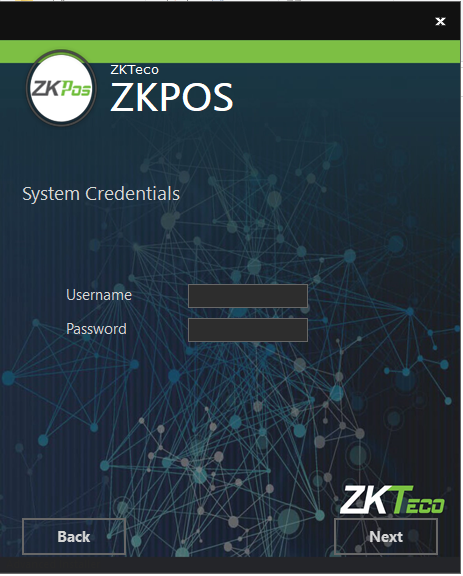 x
ZKPos
ZKTeco
ZKPOS
System Credentials
Username
Password
ZKTECO
Back
Next